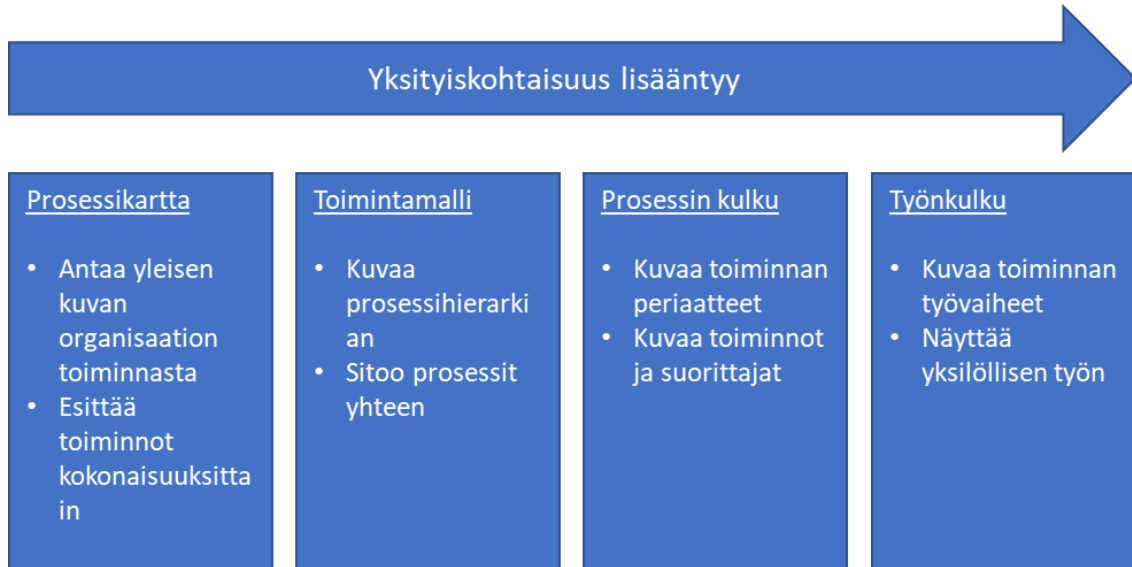 Yksityiskohtaisuus lisääntyy
Prosessikartta
• Antaa yleisen
kuvan
organisaation
toiminnasta
• Esittää
toiminnot
kokonaisuuksitta
in
Toimintamalli
• Kuvaa
prosessihierarki
an
• Sitoo prosessit
yhteen
Prosessin kulku
• Kuvaa toiminnan
periaatteet
• Kuvaa toiminnot
ja suorittajat
Työnkulku
• Kuvaa toiminnan
työvaiheet
• Näyttää
yksilöllisen työn